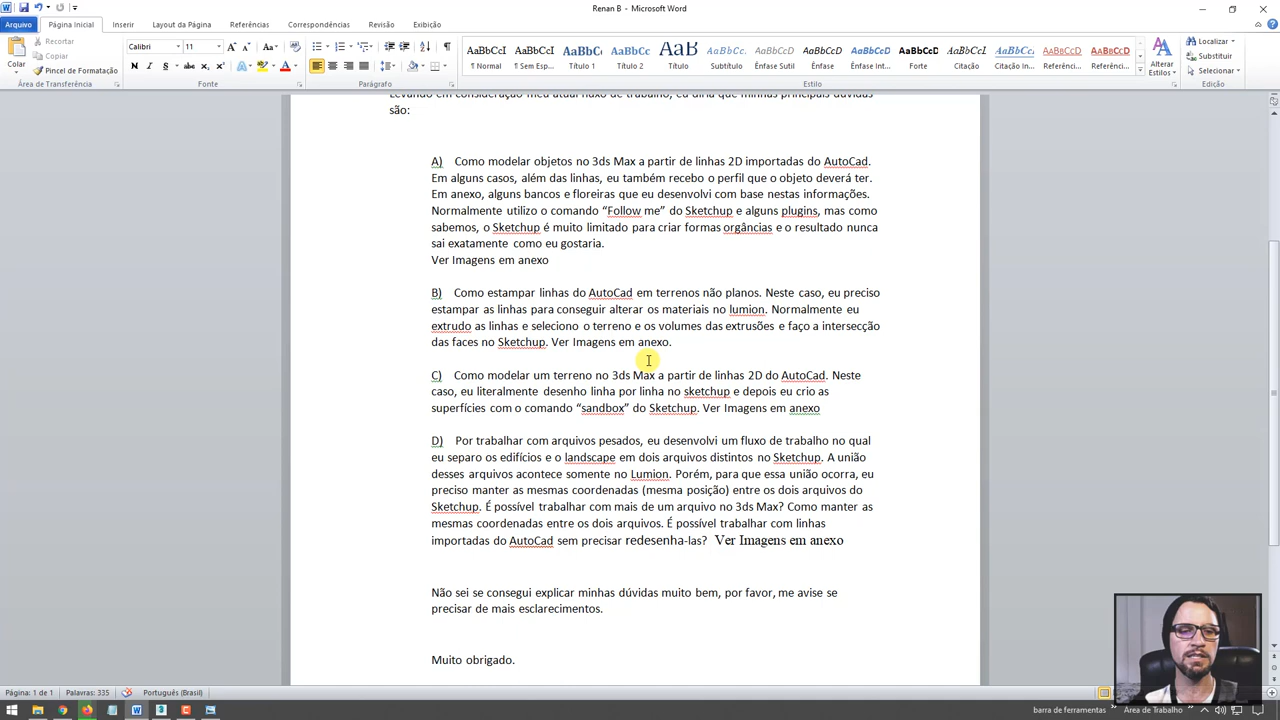 Renan B - Microsoft Word
Arquivo Página Inicial Inserir Layout da Página Referências Correspondências Revisão Exibição
Colar
Recortar
Copiar
Pincel de Formatação
Área de Transferência
Calibri 11
Fonte
Parágrafo
AaBbCcI AaBbCcI AaBbC AaBbCc AaB AaBbCcI AaBbCcD AaBbCcD AaBbCcD AaBbCcD AaBbCcI AaBbCcI AaBbCcD AaBbCcD
¶ Normal ¶ Sem Esp... Título 1 Título 2 Título Subtítulo Ênfase Sutil Ênfase Ênfase Int... Forte Citação Citação In... Referênci... Referênci...
Alterar Estilos
Estilo
Localizar
Substituir
Selecionar
Edição
Levando em consideração meu atual fluxo de trabalho, eu diria que minhas principais dúvidas
são:
A) Como modelar objetos no 3ds Max a partir de linhas 2D importadas do AutoCad.
Em alguns casos, além das linhas, eu também recebo o perfil que o objeto deverá ter.
Em anexo, alguns bancos e floreiras que eu desenvolvi com base nestas informações.
Normalmente utilizo o comando “Follow me” do Sketchup e alguns plugins, mas como
sabemos, o Sketchup é muito limitado para criar formas orgâncias e o resultado nunca
sai exatamente como eu gostaria.
Ver Imagens em anexo
B) Como estampar linhas do AutoCad em terrenos não planos. Neste caso, eu preciso
estampar as linhas para conseguir alterar os materiais no lumion. Normalmente eu
extrudo as linhas e seleciono o terreno e os volumes das extrusões e faço a intersecção
das faces no Sketchup. Ver Imagens em anexo.
C) Como modelar um terreno no 3ds Max a partir de linhas 2D do AutoCad. Neste
caso, eu literalmente desenho linha por linha no sketchup e depois eu crio as
superfícies com o comando “sandbox” do Sketchup. Ver Imagens em anexo
D) Por trabalhar com arquivos pesados, eu desenvolvi um fluxo de trabalho no qual
eu separo os edifícios e o landscape em dois arquivos distintos no Sketchup. A união
desses arquivos acontece somente no Lumion. Porém, para que essa união ocorra, eu
preciso manter as mesmas coordenadas (mesma posição) entre os dois arquivos do
Sketchup. É possível trabalhar com mais de um arquivo no 3ds Max? Como manter as
mesmas coordenadas entre os dois arquivos. É possível trabalhar com linhas
importadas do AutoCad sem precisar redesenha-las? Ver Imagens em anexo
Não sei se consegui explicar minhas dúvidas muito bem, por favor, me avise se
precisar de mais esclarecimentos.
Muito obrigado.
Página: 1 de 1 Palavras: 335 Português (Brasil)
barra de ferramentas Área de Trabalho